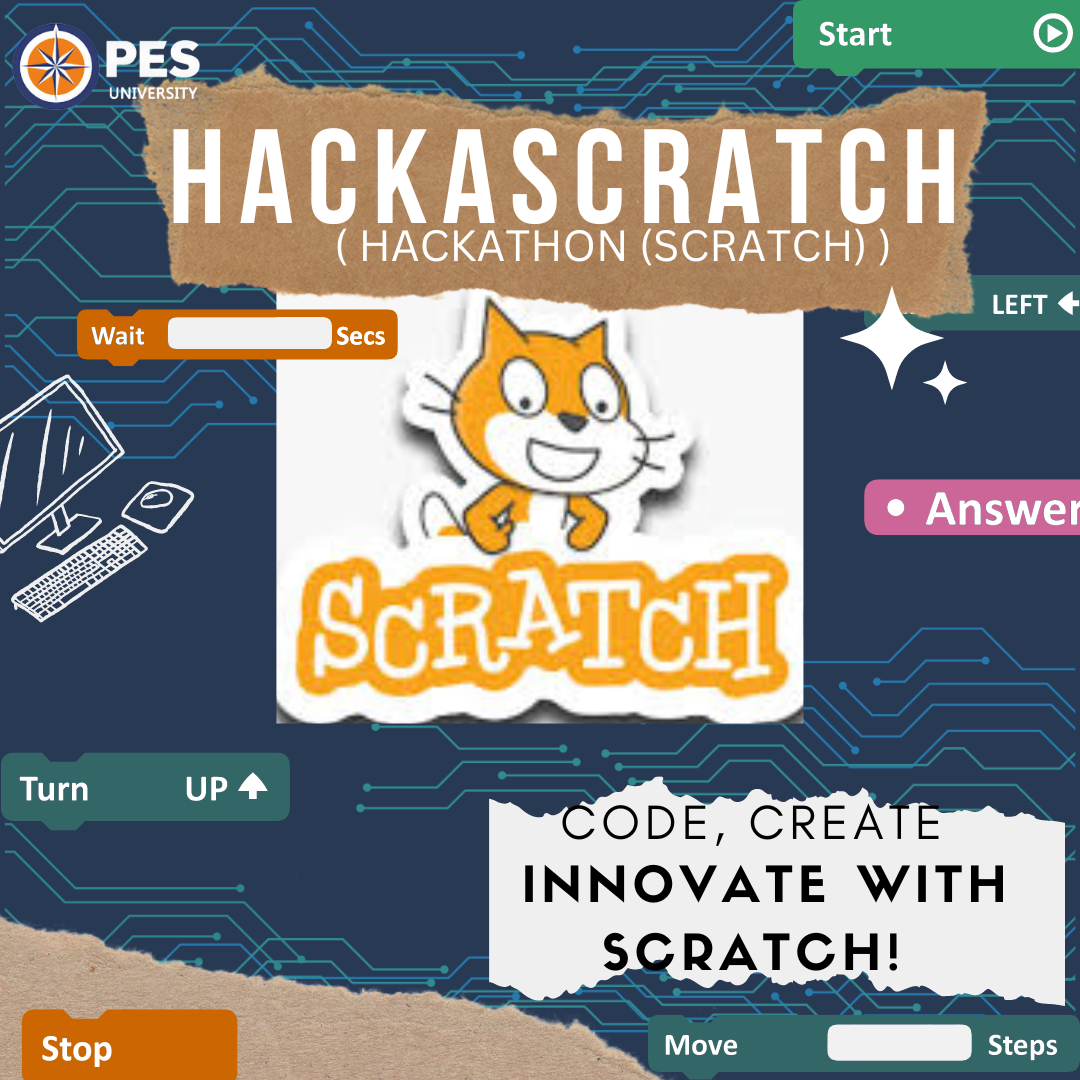 PES
UNIVERSITY
Start
HACKASCRATCH
( HACKATHON (SCRATCH) )
LEFT
Wait Secs
Answer
SCRATCH
Turn UP
CODE, CREATE
INNOVATE WITH
SCRATCH!
Stop
Move Steps